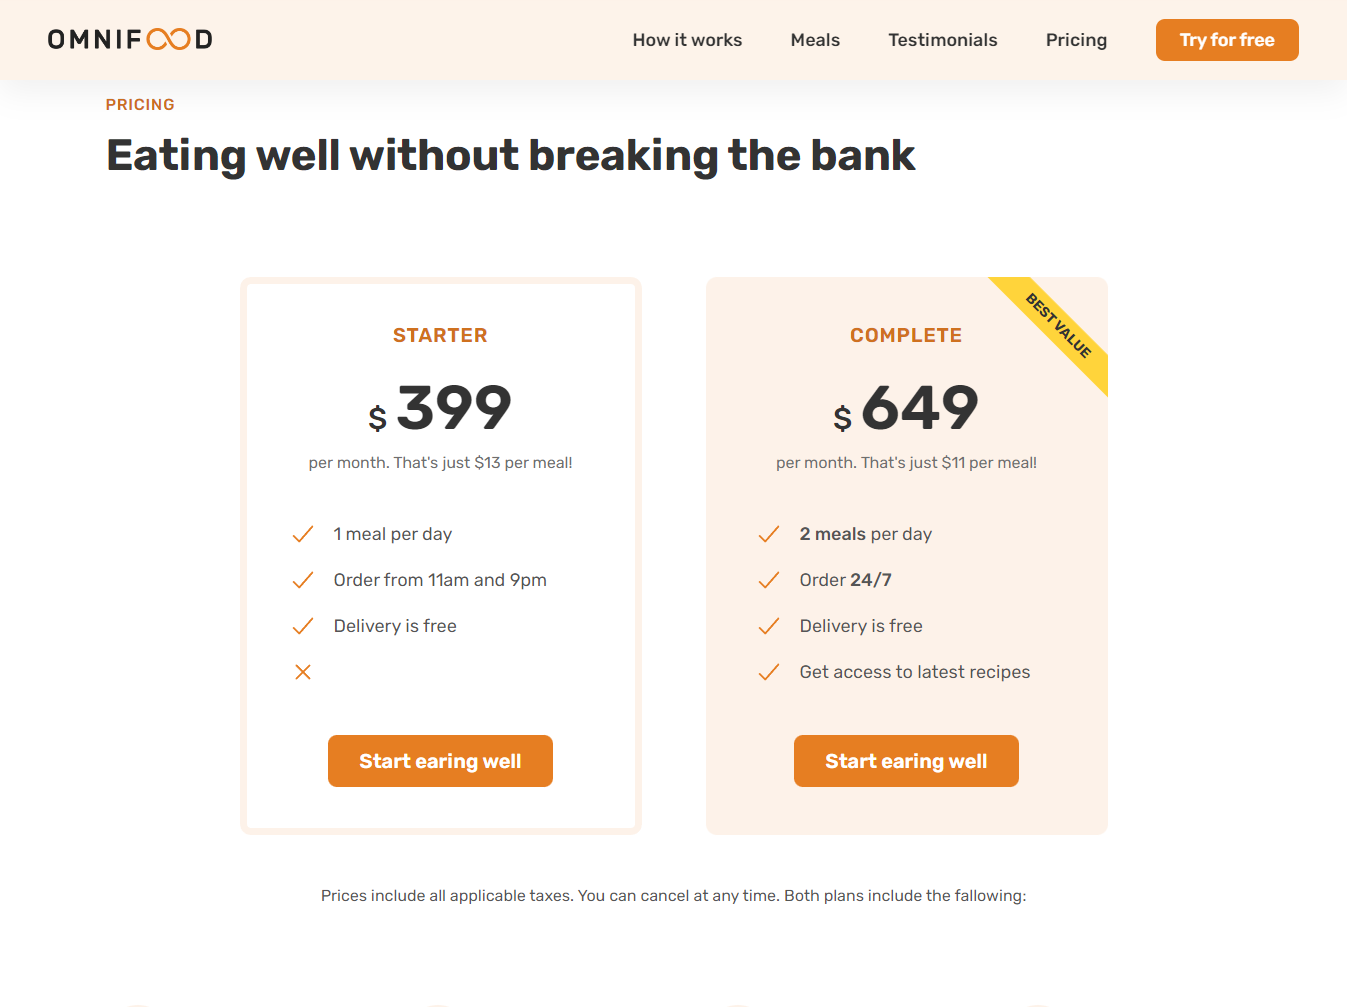 OMNIFOOD
How it works
Meals
Testimonials
Pricing
Try for free
PRICING
Eating well without breaking the bank
STARTER
$ 399
per month. That's just $13 per meal!
1 meal per day
Order from 11am and 9pm
Delivery is free
Start earing well
BEST VALUE
COMPLETE
$ 649
per month. That's just $11 per meal!
2 meals per day
Order 24/7
Delivery is free
Get access to latest recipes
Start earing well
Prices include all applicable taxes. You can cancel at any time. Both plans include the fallowing: